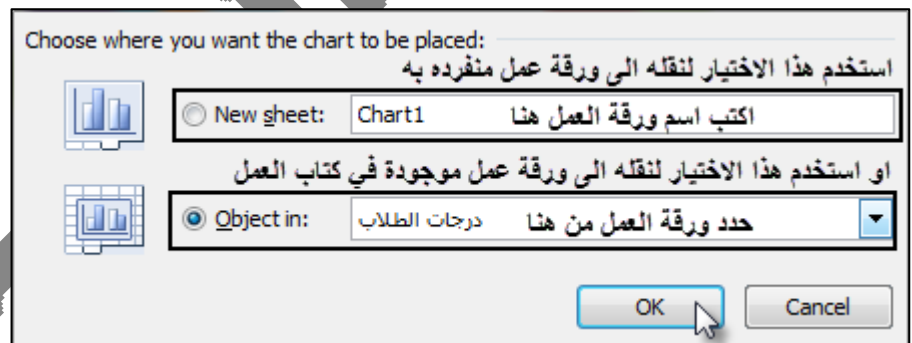 Choose where you want the chart to be placed:
استخدم هذا الاختيار لنقله الى ورقة عمل منفرده به
New sheet: Chart1 اكتب اسم ورقة العمل هنا
او استخدم هذا الاختيار لنقله الى ورقة عمل موجودة في كتاب العمل
Object in: درجات الطلاب حدد ورقة العمل من هنا
OK Cancel